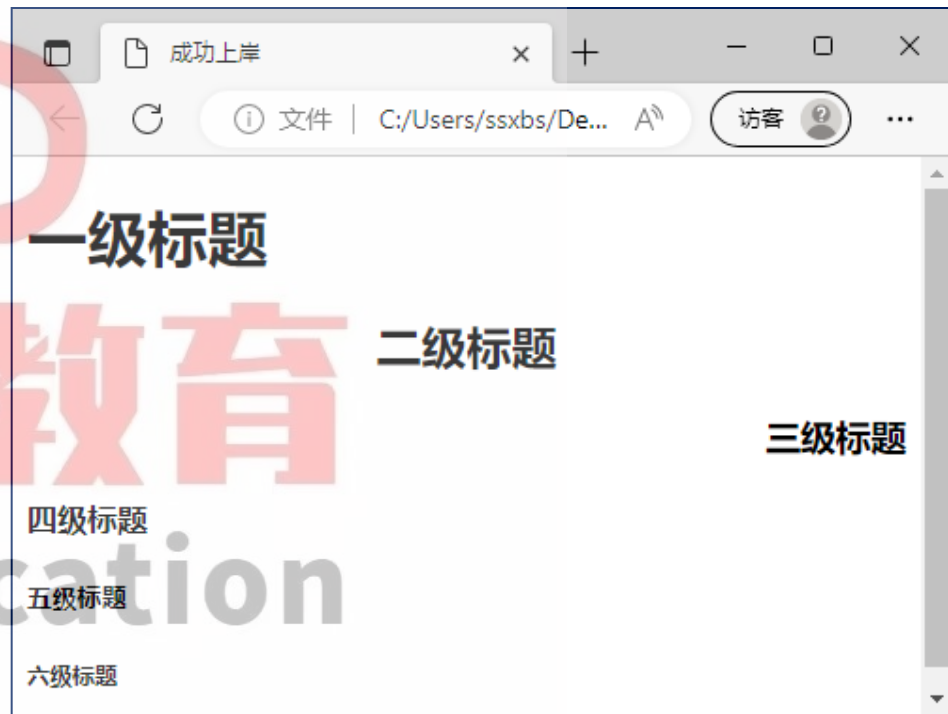 成功上岸
文件 C:/Users/ssxbs/De... 访客
一级标题
教育
二级标题
三级标题
四级标题
cation
五级标题
六级标题